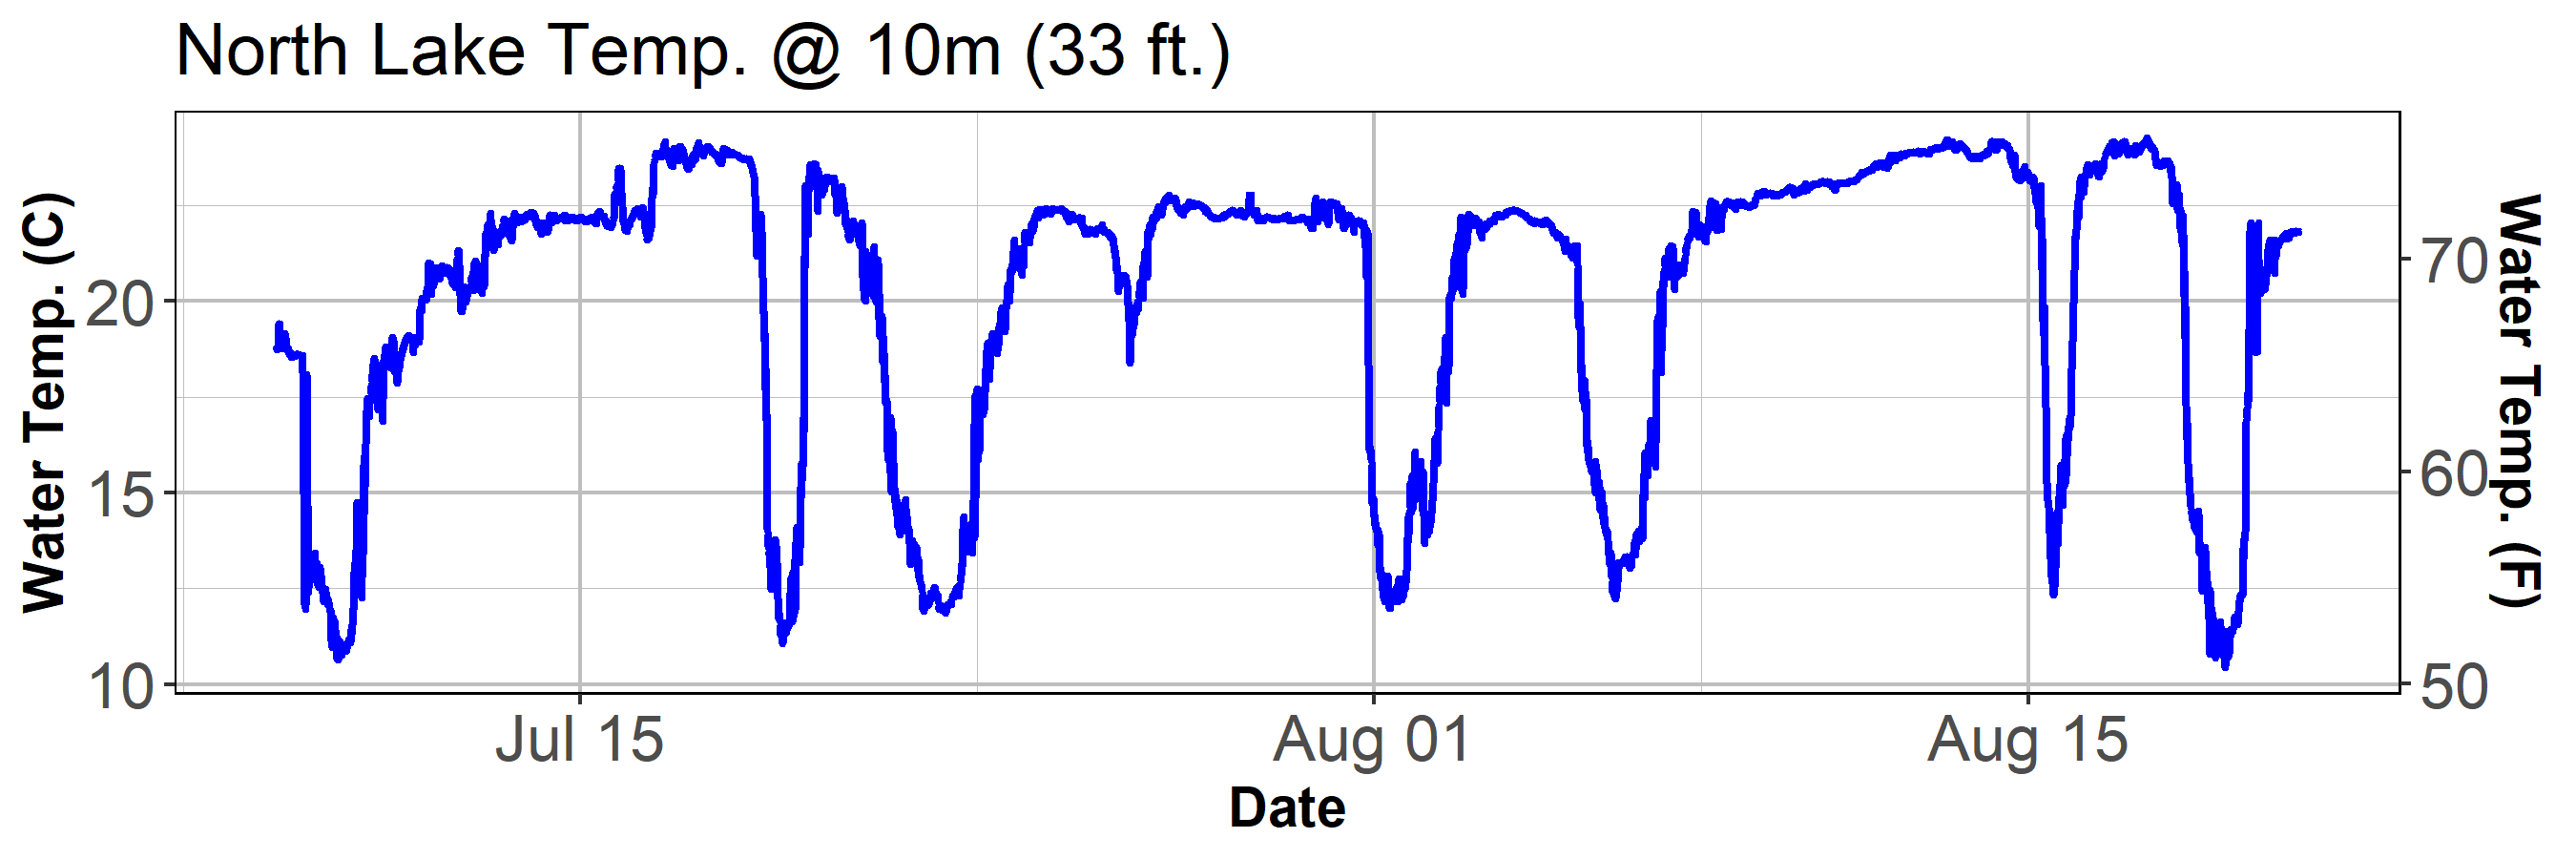 North Lake Temp. @ 10m (33 ft.)
Water Temp. (C)
20
15
10
70
60
50
Water Temp. (F)
Jul 15
Aug 01
Aug 15
Date